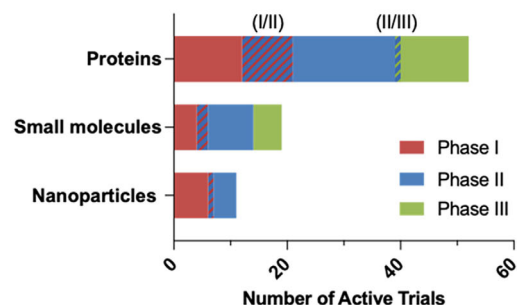 (I/II) (II/III)
Proteins
Small molecules
Nanoparticles
Phase I
Phase II
Phase III
0 20 40 60
Number of Active Trials